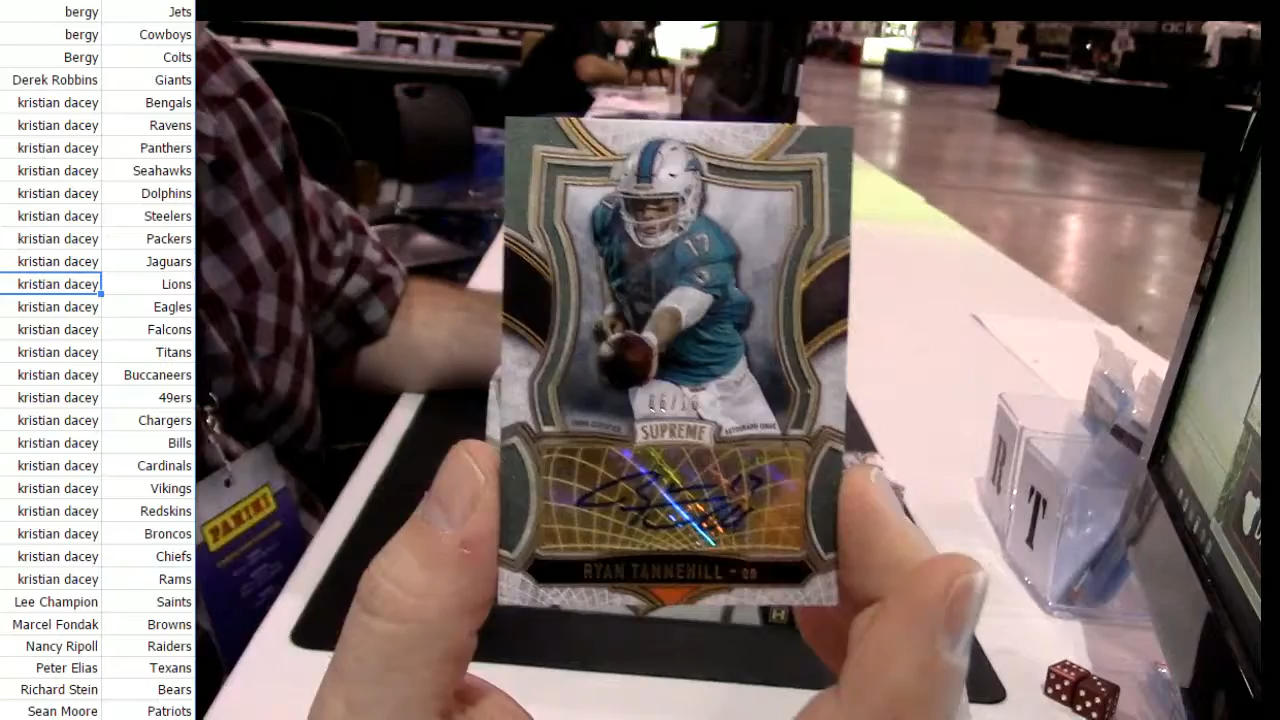 bergy Jets
bergy Cowboys
Bergy Colts
Derek Robbins Giants
kristian dacey Bengals
kristian dacey Ravens
kristian dacey Panthers
kristian dacey Seahawks
kristian dacey Dolphins
kristian dacey Steelers
kristian dacey Packers
kristian dacey Jaguars
kristian dacey Lions
kristian dacey Eagles
kristian dacey Falcons
kristian dacey Titans
kristian dacey Buccaneers
kristian dacey 49ers
kristian dacey Chargers
kristian dacey Bills
kristian dacey Cardinals
kristian dacey Vikings
kristian dacey Redskins
kristian dacey Broncos
kristian dacey Chiefs
kristian dacey Rams
Lee Champion Saints
Marcel Fondak Browns
Nancy Ripoll Raiders
Peter Elias Texans
Richard Stein Bears
Sean Moore Patriots
PANINI
17
SUPREME
AUTOGRAPH ISSUE
17
RYAN TANNEHILL - QB
R
T